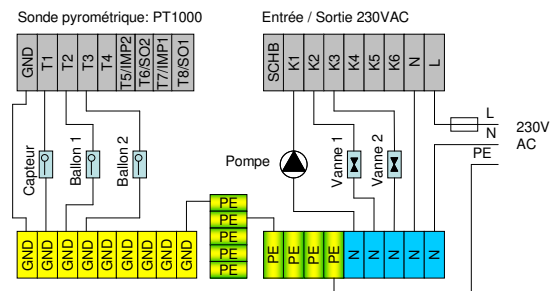 Sonde pyrométrique: PT1000
Entrée / Sortie 230VAC
GND
T1
T2
T3
T4
T5/IMP2
T6/SO2
T7/IMP1
T8/SO1
SCHB
K1
K2
K3
K4
K5
K6
N
L
L
N
PE
230V
AC
Capteur
Ballon 1
Ballon 2
Pompe
Vanne 1
Vanne 2
GND
GND
GND
GND
GND
GND
GND
GND
PE
PE
PE
PE
PE
PE
PE
PE
PE
N
N
N
N
N